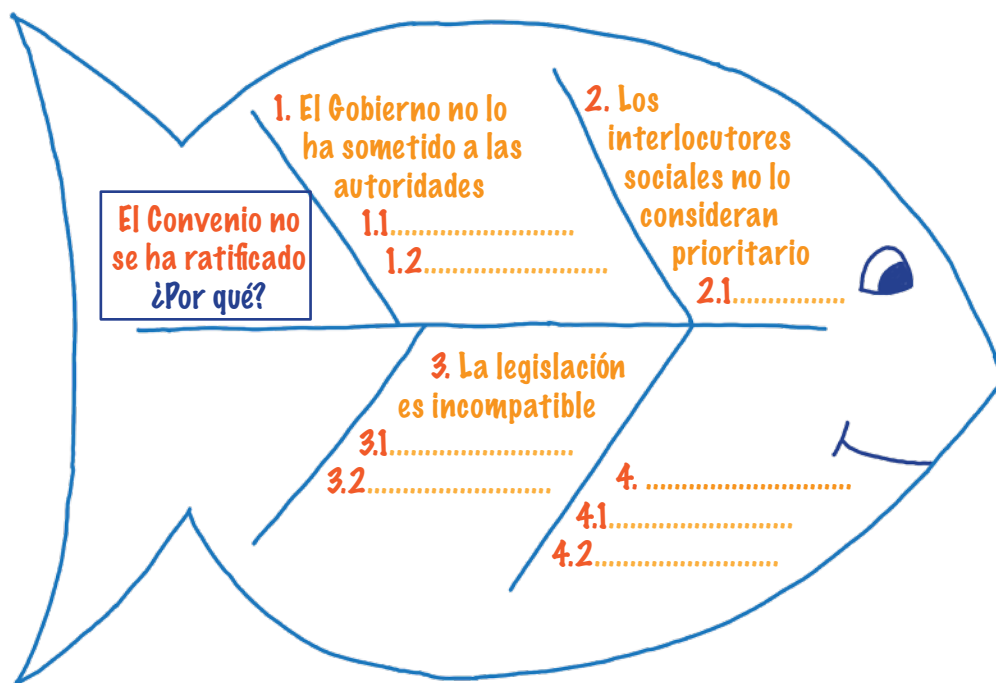 El Convenio no
se ha ratificado
¿Por qué?
1. El Gobierno no lo
ha sometido a las
autoridades
1.1..........................
1.2..........................
2. Los
interlocutores
sociales no lo
consideran
prioritario
2.1................
3. La legislación
es incompatible
3.1..........................
3.2..........................
4. .............................
4.1..........................
4.2..........................